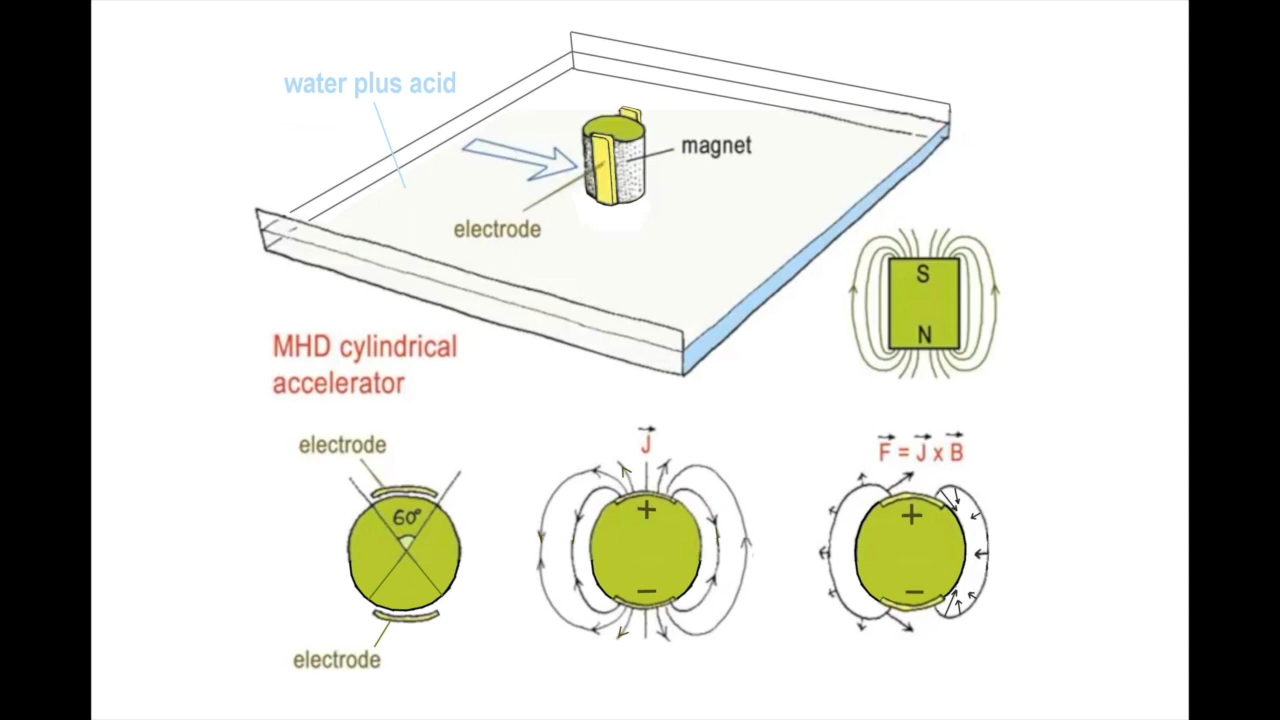 water plus acid
magnet
electrode
S
N
MHD cylindrical
accelerator
electrode
60°
electrode
J
+
−
F = J x B
+
−